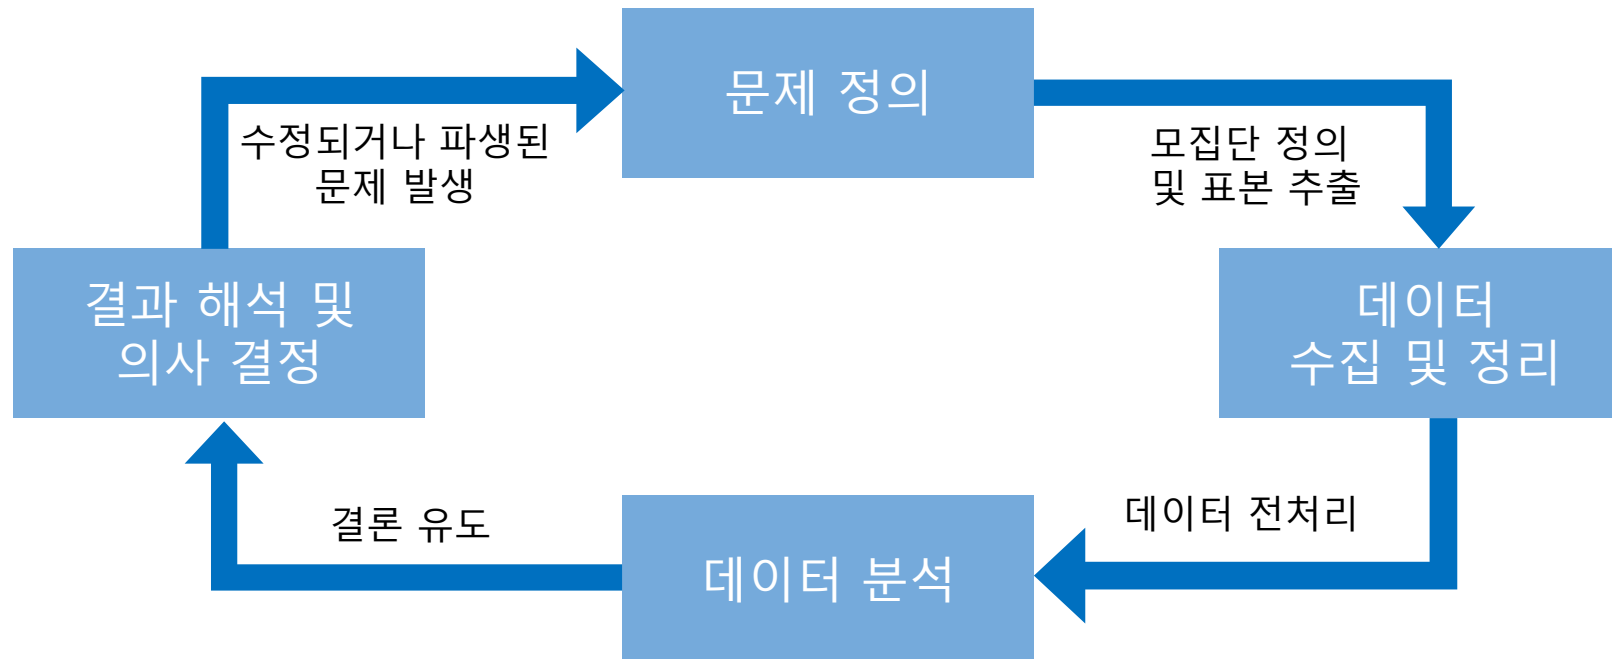 문제 정의
수정되거나 파생된
문제 발생
모집단 정의
및 표본 추출
결과 해석 및
의사 결정
데이터
수집 및 정리
결론 유도
데이터 전처리
데이터 분석